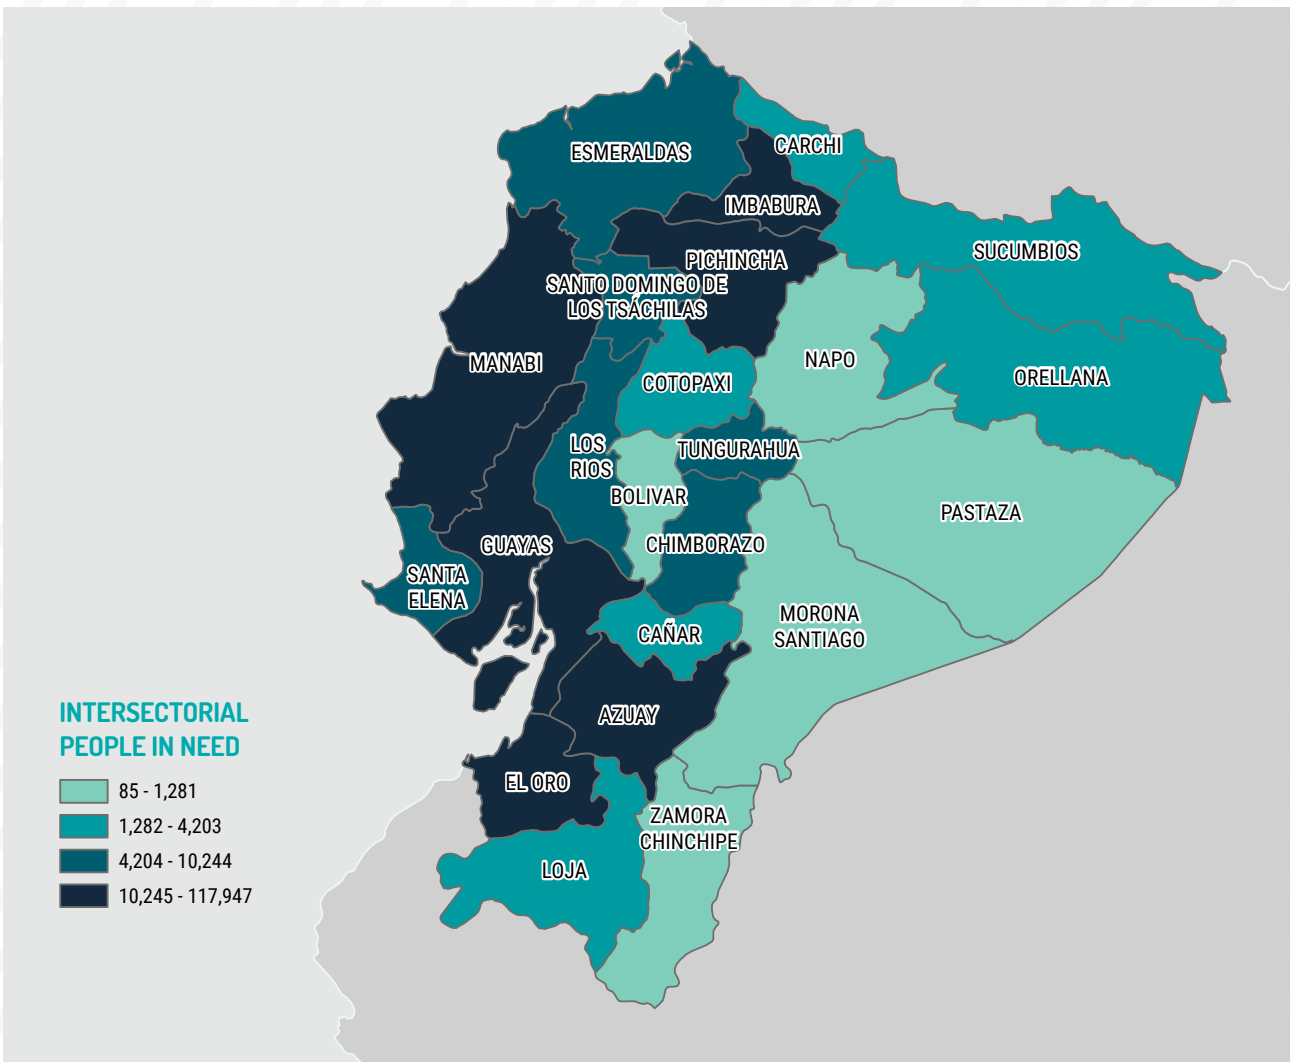 ESMERALDAS
CARCHI
IMBABURA
SUCUMBIOS
PICHINCHA
SANTO DOMINGO DE
LOS TSÁCHILAS
MANABI
NAPO
ORELLANA
COTOPAXI
LOS
RIOS
TUNGURAHUA
BOLIVAR
PASTAZA
GUAYAS
CHIMBORAZO
SANTA
ELENA
MORONA
SANTIAGO
CAÑAR
AZUAY
EL ORO
ZAMORA
CHINCHIPE
LOJA
INTERSECTORIAL
PEOPLE IN NEED
85 - 1,281
1,282 - 4,203
4,204 - 10,244
10,245 - 117,947